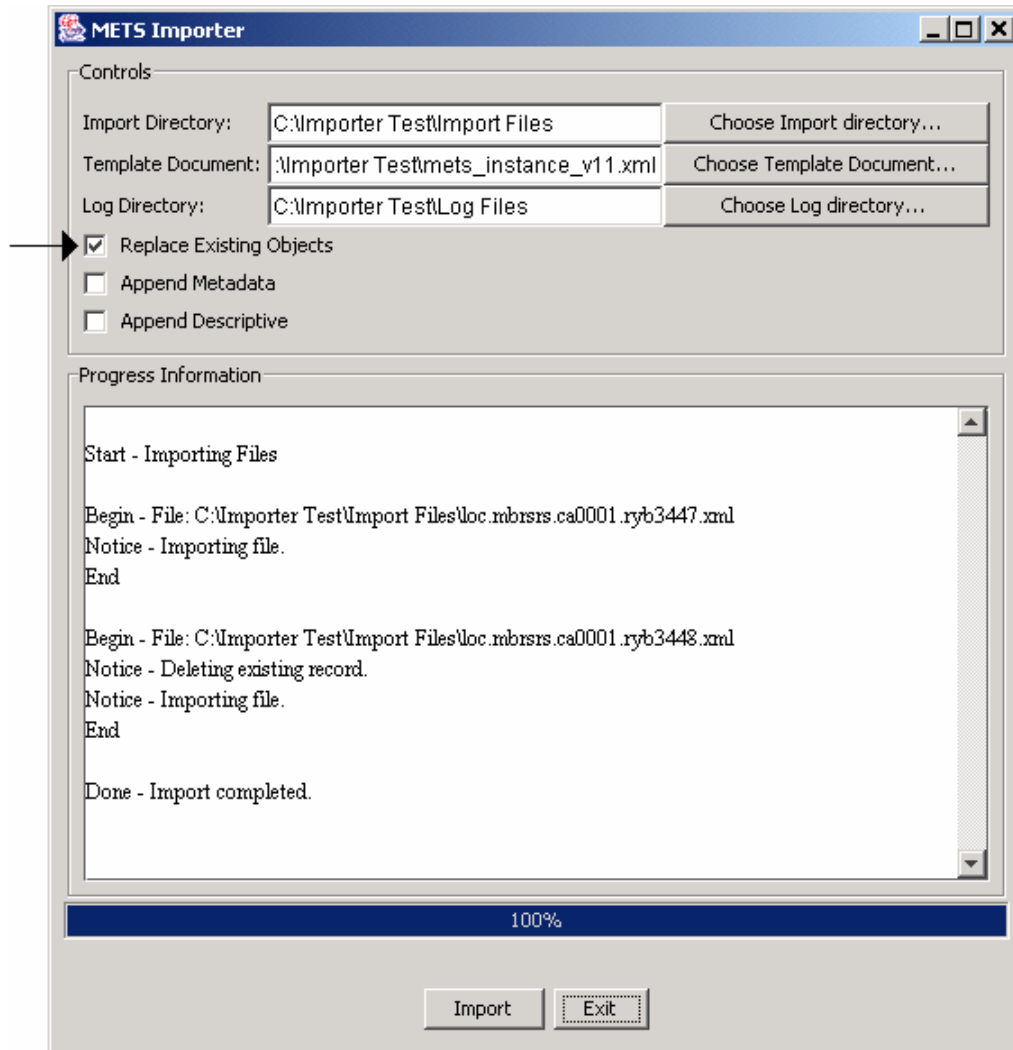 METS Importer
Controls
Import Directory: C:\Importer Test\Import Files Choose Import directory...
Template Document: :\Importer Test\mets_instance_v11.xml Choose Template Document...
Log Directory: C:\Importer Test\Log Files Choose Log directory...
Replace Existing Objects
Append Metadata
Append Descriptive
Progress Information
Start - Importing Files
Begin - File: C:\Importer Test\Import Files\loc.mbrsrs.ca0001.ryb3447.xml
Notice - Importing file.
End
Begin - File: C:\Importer Test\Import Files\loc.mbrsrs.ca0001.ryb3448.xml
Notice - Deleting existing record.
Notice - Importing file.
End
Done - Import completed.
100%
Import Exit